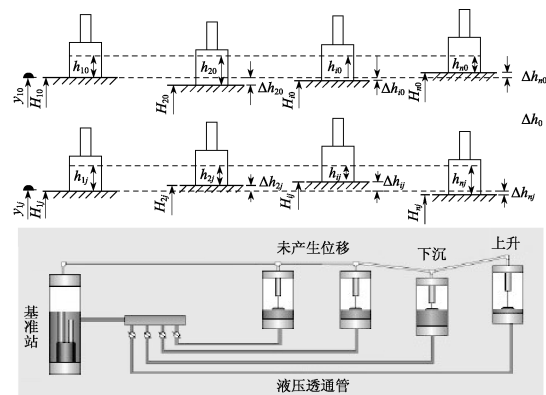 h10 h20 hi0 hn0
y10 H10 H20 Δh20 Hi0 Δhi0 Hn0 Δhn0
Δh0
h1j h2j hij hnj
y1j H1j H2j Δh2j Hij Δhij Hnj Δhnj
未产生位移 下沉 上升
基准站
液压透通管